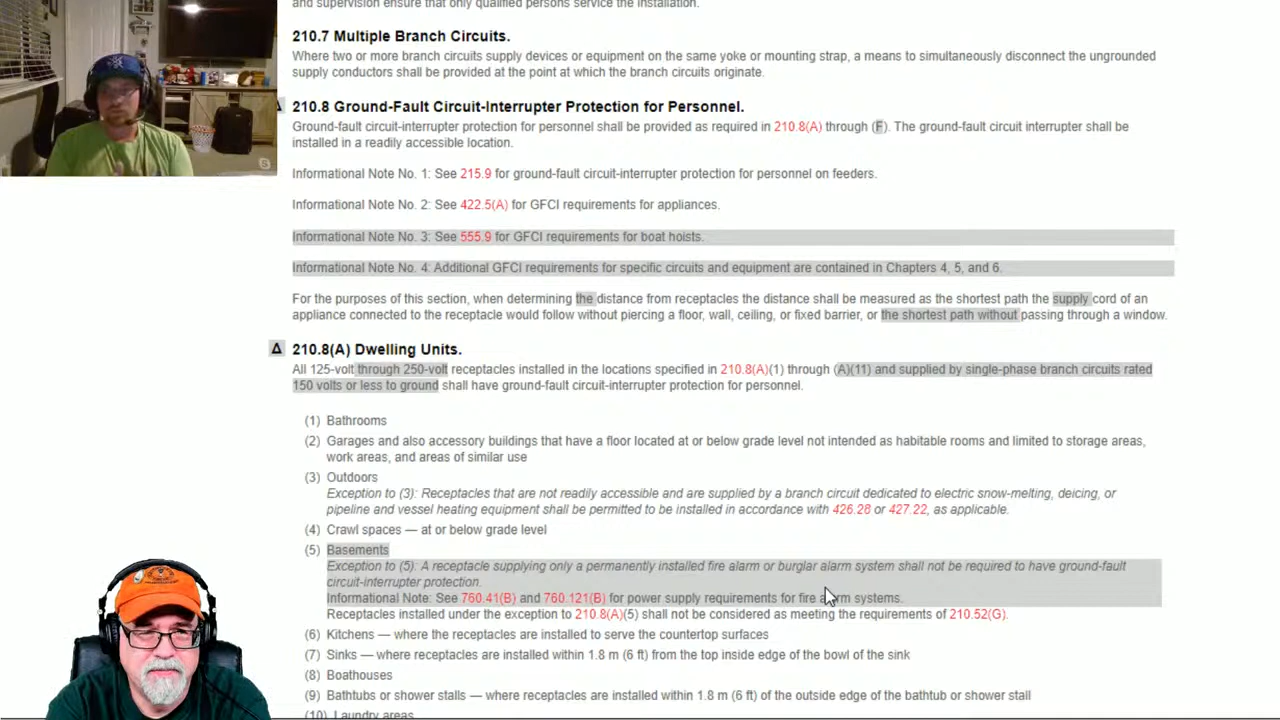 and supervision ensure that only qualified persons service the installation.
210.7 Multiple Branch Circuits.
Where two or more branch circuits supply devices or equipment on the same yoke or mounting strap, a means to simultaneously disconnect the ungrounded
supply conductors shall be provided at the point at which the branch circuits originate.
210.8 Ground-Fault Circuit-Interrupter Protection for Personnel.
Ground-fault circuit-interrupter protection for personnel shall be provided as required in 210.8(A) through (F). The ground-fault circuit interrupter shall be
installed in a readily accessible location.
Informational Note No. 1: See 215.9 for ground-fault circuit-interrupter protection for personnel on feeders.
Informational Note No. 2: See 422.5(A) for GFCI requirements for appliances.
Informational Note No. 3: See 555.9 for GFCI requirements for boat hoists.
Informational Note No. 4: Additional GFCI requirements for specific circuits and equipment are contained in Chapters 4, 5, and 6.
For the purposes of this section, when determining the distance from receptacles the distance shall be measured as the shortest path the supply cord of an
appliance connected to the receptacle would follow without piercing a floor, wall, ceiling, or fixed barrier, or the shortest path without passing through a window.
Δ 210.8(A) Dwelling Units.
All 125-volt through 250-volt receptacles installed in the locations specified in 210.8(A)(1) through (A)(11) and supplied by single-phase branch circuits rated
150 volts or less to ground shall have ground-fault circuit-interrupter protection for personnel.
(1) Bathrooms
(2) Garages and also accessory buildings that have a floor located at or below grade level not intended as habitable rooms and limited to storage areas,
work areas, and areas of similar use
(3) Outdoors
Exception to (3): Receptacles that are not readily accessible and are supplied by a branch circuit dedicated to electric snow-melting, deicing, or
pipeline and vessel heating equipment shall be permitted to be installed in accordance with 426.28 or 427.22, as applicable.
(4) Crawl spaces — at or below grade level
(5) Basements
Exception to (5): A receptacle supplying only a permanently installed fire alarm or burglar alarm system shall not be required to have ground-fault
circuit-interrupter protection.
Informational Note: See 760.41(B) and 760.121(B) for power supply requirements for fire alarm systems.
Receptacles installed under the exception to 210.8(A)(5) shall not be considered as meeting the requirements of 210.52(G).
(6) Kitchens — where the receptacles are installed to serve the countertop surfaces
(7) Sinks — where receptacles are installed within 1.8 m (6 ft) from the top inside edge of the bowl of the sink
(8) Boathouses
(9) Bathtubs or shower stalls — where receptacles are installed within 1.8 m (6 ft) of the outside edge of the bathtub or shower stall
(10) Laundry areas